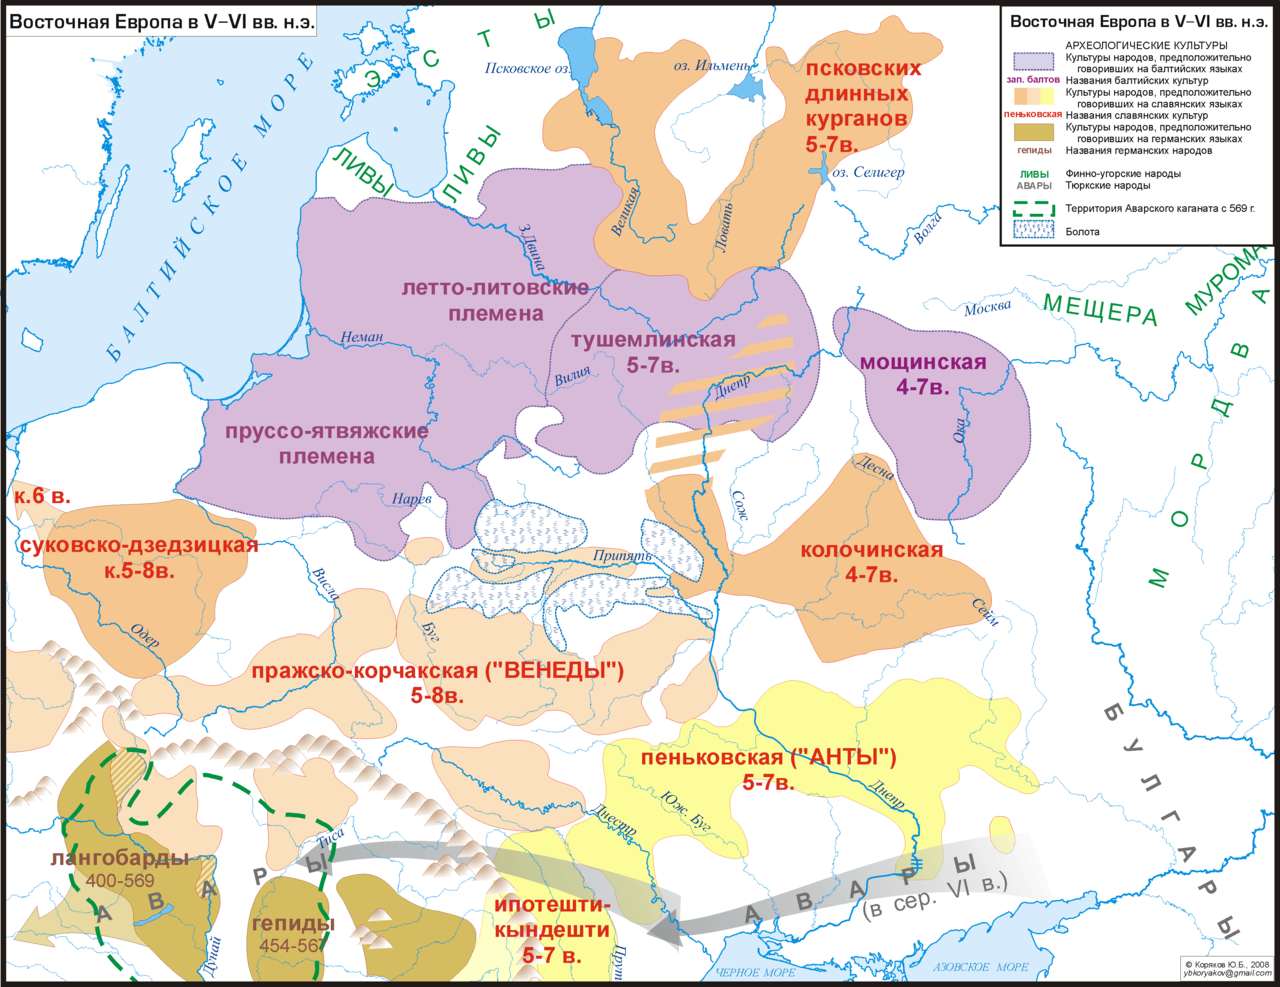 Восточная Европа в V–VI вв. н.э.
Восточная Европа в V–VI вв. н.э.
АРХЕОЛОГИЧЕСКИЕ КУЛЬТУРЫ
Культуры народов, предположительно
говоривших на балтийских языках
зап. балтов Названия балтийских культур
Культуры народов, предположительно
говоривших на славянских языках
пеньковская Названия славянских культур
Культуры народов, предположительно
говоривших на германских языках
гепиды Названия германских народов
ЛИВЫ Финно-угорские народы
АВАРЫ Тюркские народы
Территория Аварского каганата с 569 г.
Болота
БАЛТИЙСКОЕ МОРЕ
ЭСТЫ
Псковское оз.
оз. Ильмень
псковских
длинных
курганов
5-7в.
ЛИВЫ
ЛИВЫ
оз. Селигер
Великая
Ловать
Волга
З.Двина
МУРОМА
МЕЩЕРА
Москва
МОРДВА
летто-литовские
племена
Неман
тушемлинская
5-7в.
Вилия
Днепр
мощинская
4-7в.
Ока
пруссо-ятвяжские
племена
Десна
Нарев
Сож
к.6 в.
суковско-дзедзицкая
к.5-8в.
Припять
колочинская
4-7в.
Висла
Сейм
Одер
Буг
пражско-корчакская ("ВЕНЕДЫ")
5-8в.
БУЛГАРЫ
пеньковская ("АНТЫ")
5-7в.
Днепр
Юж. Буг
Днестр
Тиса
лангобарды
400-569
АВАРЫ
АВАРЫ
(в сер. VI в.)
гепиды
454-567
ипотешти-
кындешти
5-7 в.
Дунай
Прут
ЧЕРНОЕ МОРЕ
АЗОВСКОЕ МОРЕ
© Коряков Ю.Б., 2008
ybkoryakov@gmail.com